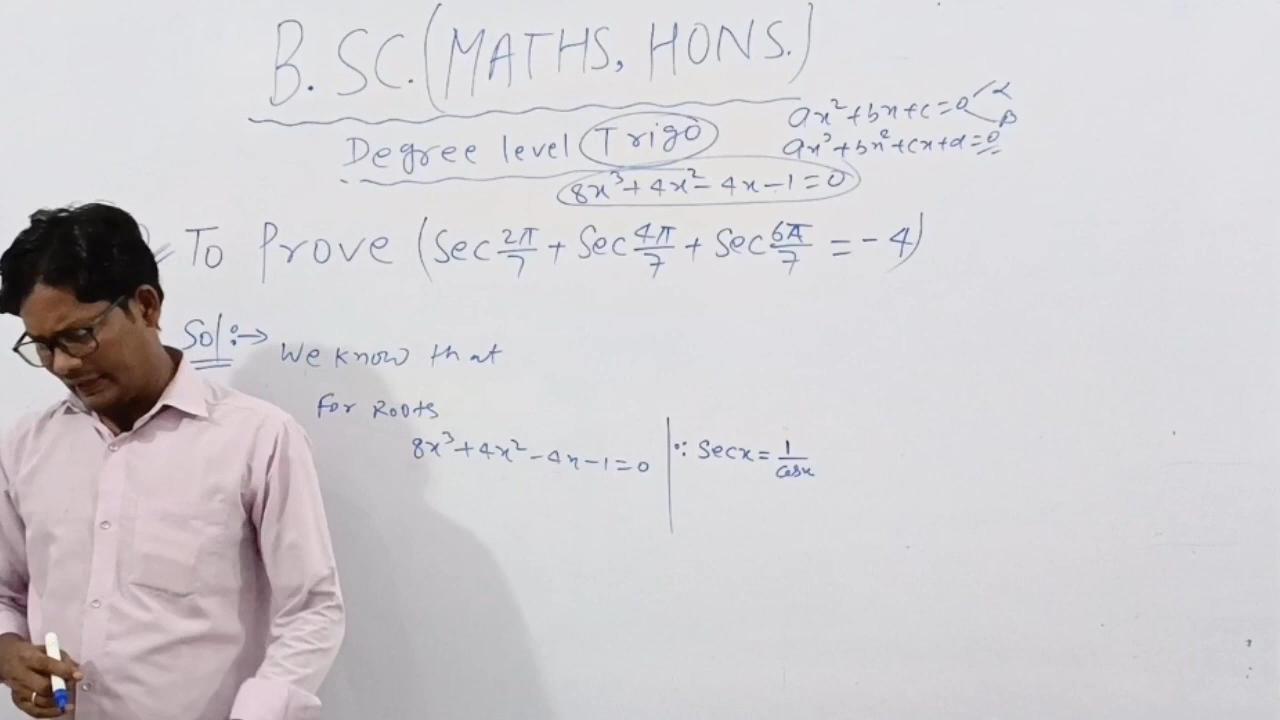 B.SC.(MATHS, HONS.)
Degree level Trigo
ax²+bx+c=0 α β
ax³+bx²+cx+d=0
8x³+4x²-4x-1=0
To Prove (Sec 2π/7 + Sec 4π/7 + Sec 6π/7 = -4)
Sol :→ We know that
For Roots
8x³+4x²-4x-1=0
∵ Secx = 1/cosx